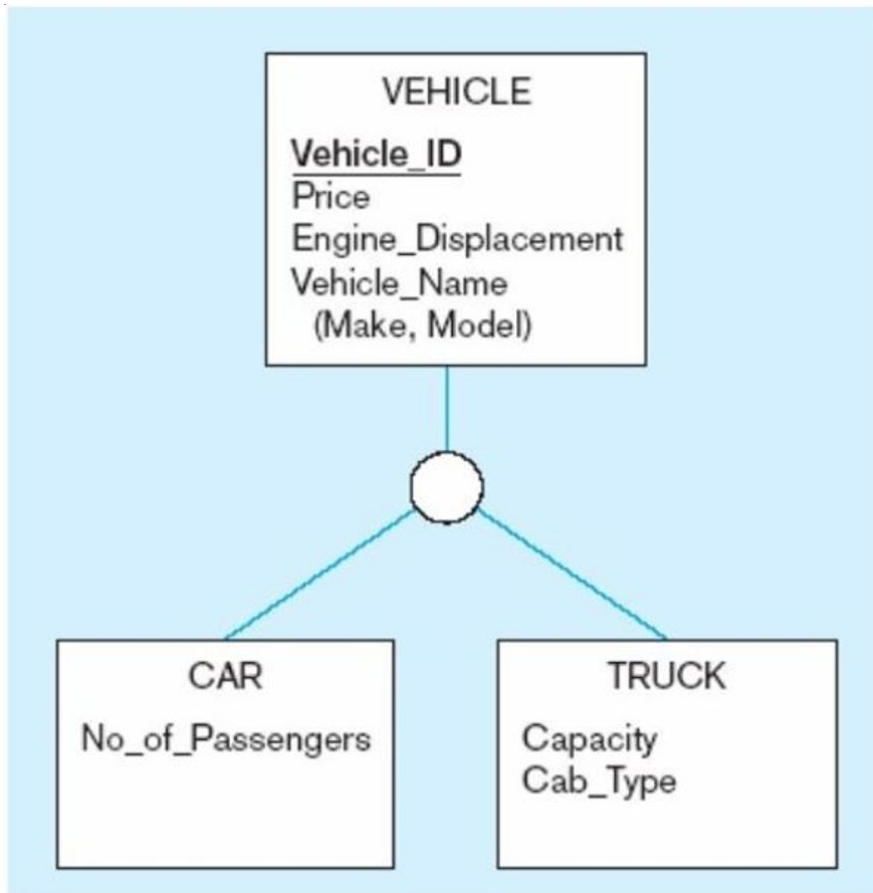 VEHICLE
Vehicle_ID
Price
Engine_Displacement
Vehicle_Name
(Make, Model)
CAR
No_of_Passengers
TRUCK
Capacity
Cab_Type